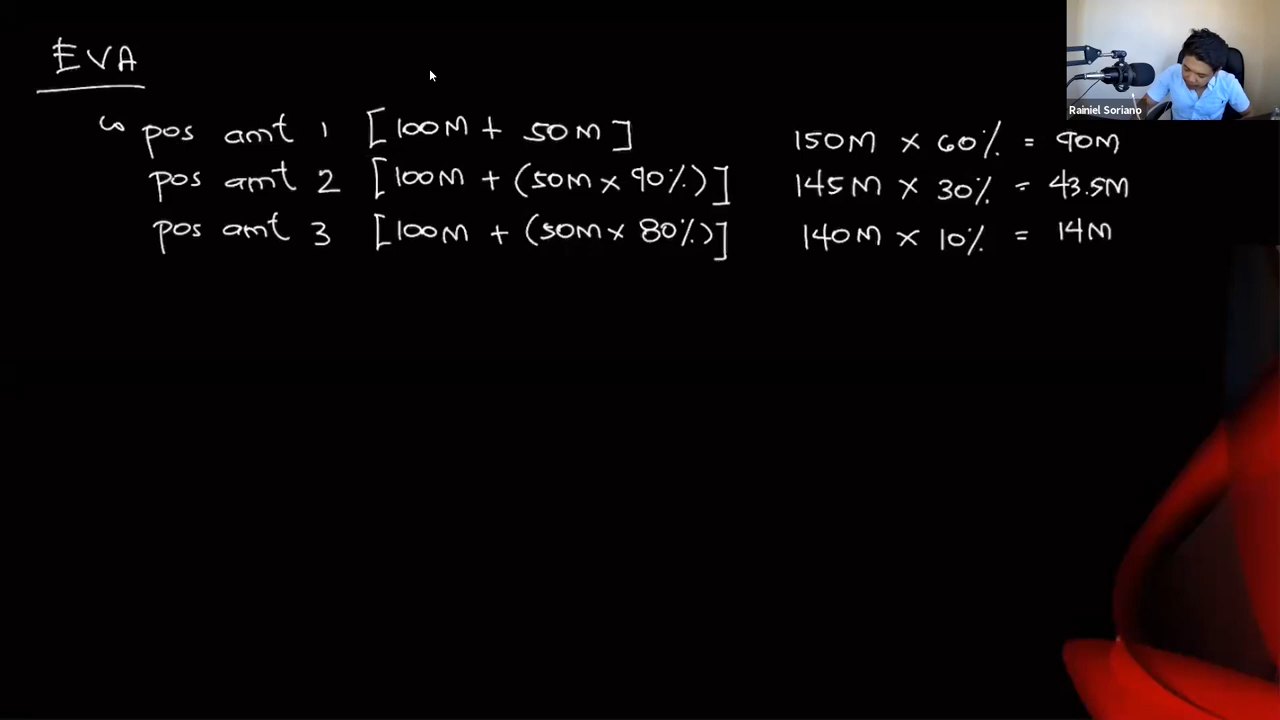 EVA
Rainiel Soriano
↳ pos amt 1 [100M + 50M] 150M × 60% = 90M
pos amt 2 [100M + (50M × 90%)] 145M × 30% = 43.5M
pos amt 3 [100M + (50M × 80%)] 140M × 10% = 14M